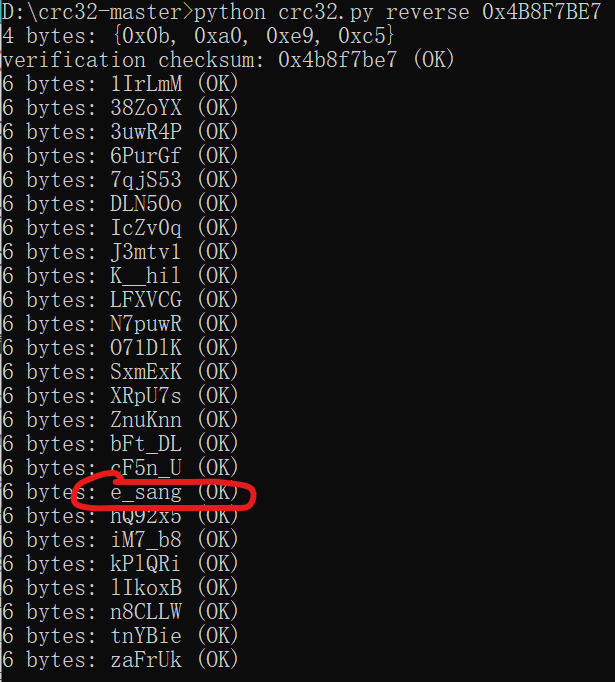 D:\crc32-master>python crc32.py reverse 0x4B8F7BE7
4 bytes: {0x0b, 0xa0, 0xe9, 0xc5}
verification checksum: 0x4b8f7be7 (OK)
6 bytes: 1IrLmM (OK)
6 bytes: 38ZoYX (OK)
6 bytes: 3uwR4P (OK)
6 bytes: 6PurGf (OK)
6 bytes: 7qjS53 (OK)
6 bytes: DLN5Oo (OK)
6 bytes: IcZv0q (OK)
6 bytes: J3mtv1 (OK)
6 bytes: K__hil (OK)
6 bytes: LFXVCG (OK)
6 bytes: N7puwR (OK)
6 bytes: O71DlK (OK)
6 bytes: SxmExK (OK)
6 bytes: XRpU7s (OK)
6 bytes: ZnuKnn (OK)
6 bytes: bFt_DL (OK)
6 bytes: cF5n_U (OK)
6 bytes: e_sang (OK)
6 bytes: hQ92x5 (OK)
6 bytes: iM7_b8 (OK)
6 bytes: kPlQRi (OK)
6 bytes: lIkoxB (OK)
6 bytes: n8CLLW (OK)
6 bytes: tnYBie (OK)
6 bytes: zaFrUk (OK)